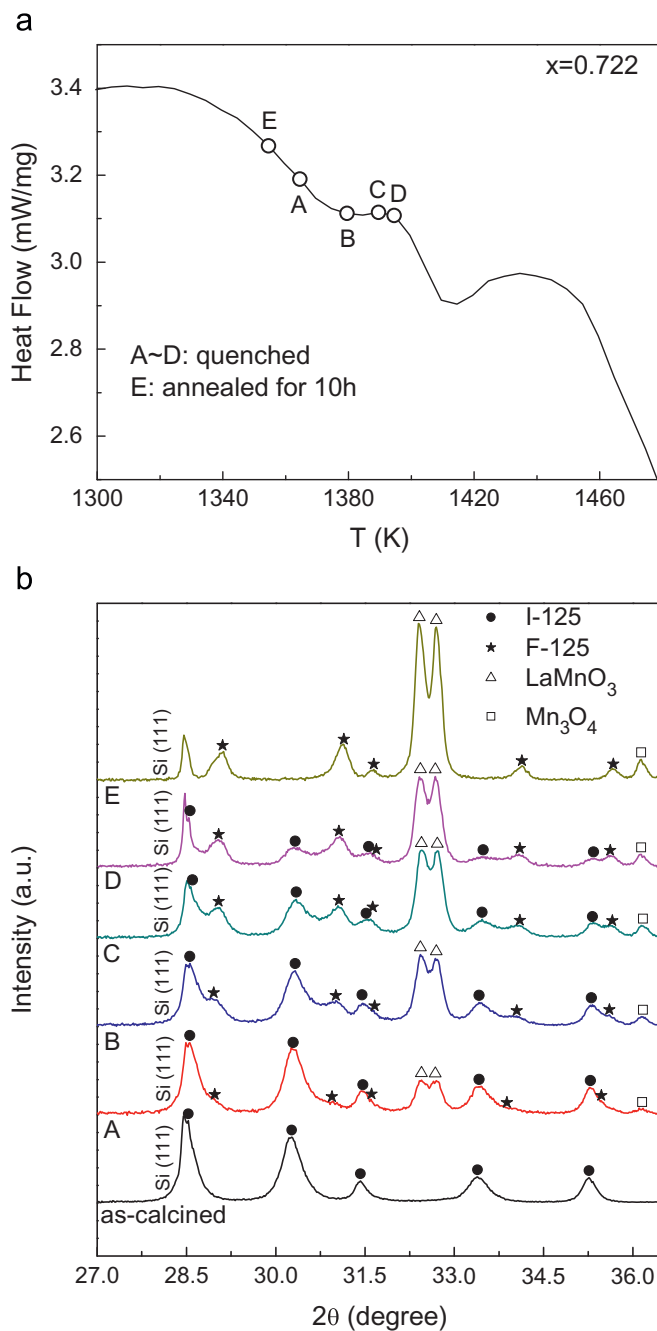 a
x=0.722
3.4
3.2
3.0
2.8
2.6
Heat Flow (mW/mg)
E
A
B
C
D
A~D: quenched
E: annealed for 10h
1300
1340
1380
1420
1460
T (K)
b
I-125
F-125
LaMnO3
Mn3O4
Si (111)
E
Si (111)
D
Si (111)
C
Si (111)
B
Si (111)
A
Si (111)
as-calcined
Intensity (a.u.)
27.0
28.5
30.0
31.5
33.0
34.5
36.0
2θ (degree)